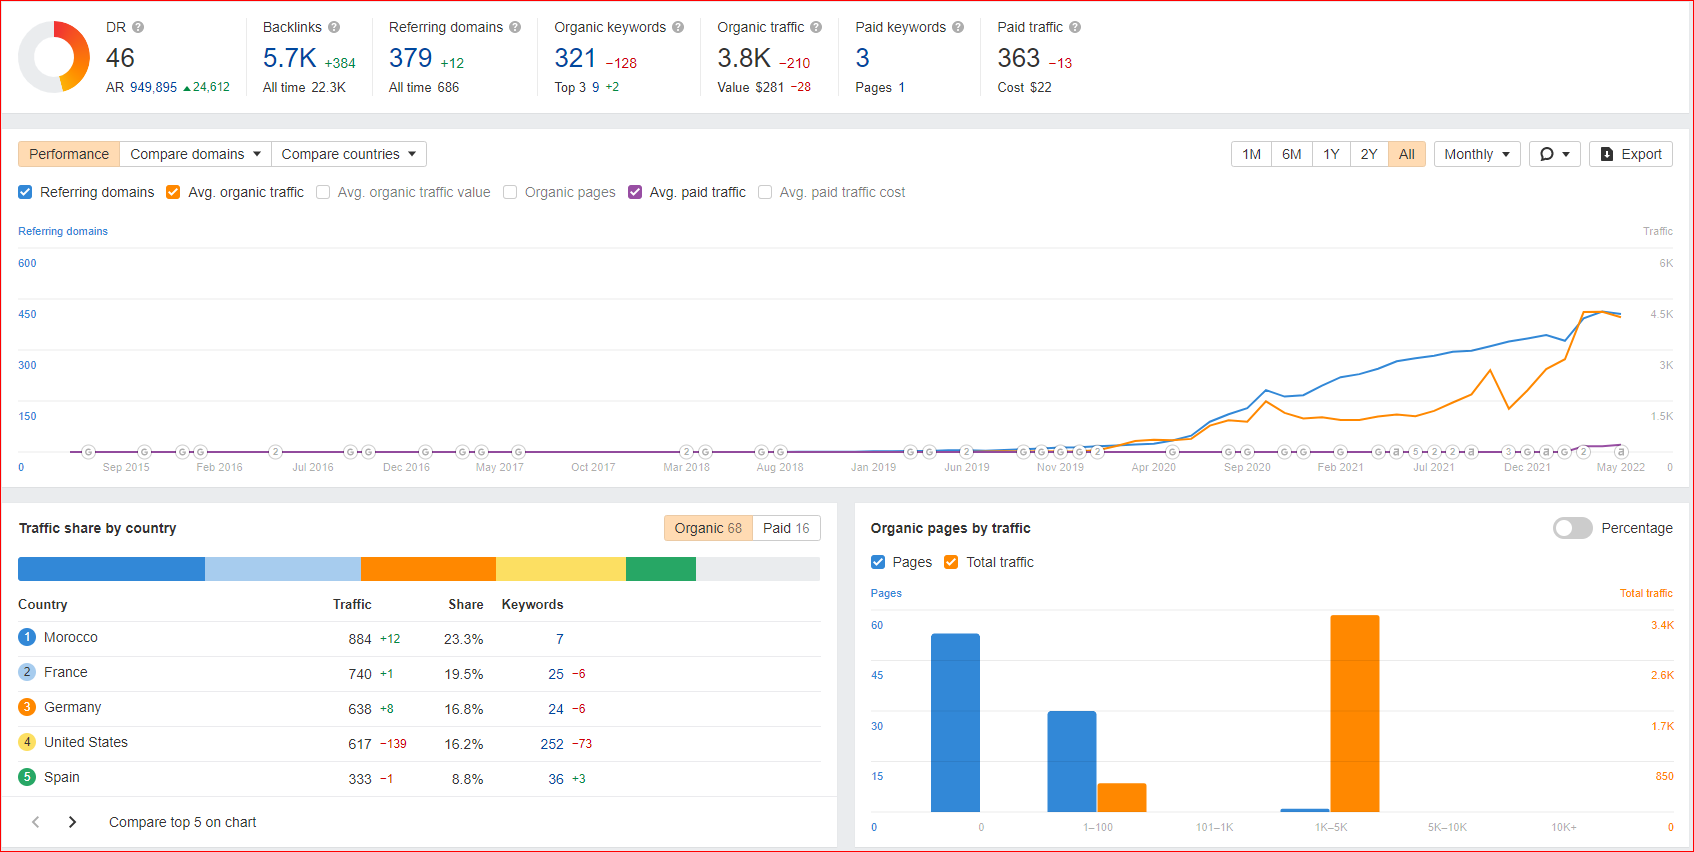 DR Backlinks Referring domains Organic keywords Organic traffic Paid keywords Paid traffic
46 5.7K +384 379 +12 321 −128 3.8K −210 3 363 −13
AR 949,895 ▲24,612 All time 22.3K All time 686 Top 3 9 +2 Value $281 −28 Pages 1 Cost $22
Performance Compare domains Compare countries 1M 6M 1Y 2Y All Monthly Export
Referring domains Avg. organic traffic Avg. organic traffic value Organic pages Avg. paid traffic Avg. paid traffic cost
Referring domains Traffic
600 6K
450 4.5K
300 3K
150 1.5K
G G G G 2 G G G G G G 2 G G G G G 2 G G G G 2 G G G G G G a 5 2 2 a 3 G a G 2 a
0 Sep 2015 Feb 2016 Jul 2016 Dec 2016 May 2017 Oct 2017 Mar 2018 Aug 2018 Jan 2019 Jun 2019 Nov 2019 Apr 2020 Sep 2020 Feb 2021 Jul 2021 Dec 2021 May 2022 0
Traffic share by country Organic 68 Paid 16
Country Traffic Share Keywords
1 Morocco 884 +12 23.3% 7
2 France 740 +1 19.5% 25 −6
3 Germany 638 +8 16.8% 24 −6
4 United States 617 −139 16.2% 252 −73
5 Spain 333 −1 8.8% 36 +3
Compare top 5 on chart
Organic pages by traffic Percentage
Pages Total traffic
Pages Total traffic
60 3.4K
45 2.6K
30 1.7K
15 850
0 0 1–100 101–1K 1K–5K 5K–10K 10K+ 0